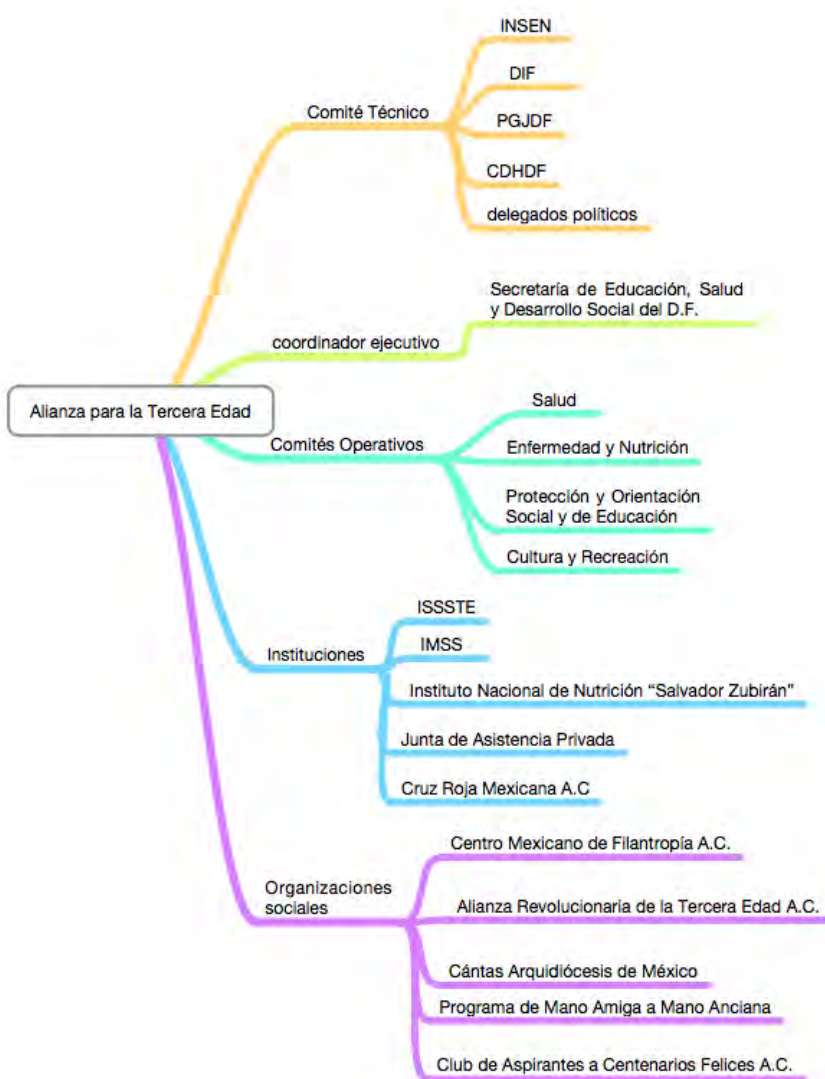 INSEN
DIF
Comité Técnico
PGJDF
CDHDF
delegados políticos
Secretaría de Educación, Salud
y Desarrollo Social del D.F.
coordinador ejecutivo
Alianza para la Tercera Edad
Salud
Comités Operativos
Enfermedad y Nutrición
Protección y Orientación
Social y de Educación
Cultura y Recreación
ISSSTE
IMSS
Instituciones
Instituto Nacional de Nutrición “Salvador Zubirán”
Junta de Asistencia Privada
Cruz Roja Mexicana A.C
Centro Mexicano de Filantropía A.C.
Organizaciones
sociales
Alianza Revolucionaria de la Tercera Edad A.C.
Cántas Arquidiócesis de México
Programa de Mano Amiga a Mano Anciana
Club de Aspirantes a Centenarios Felices A.C.